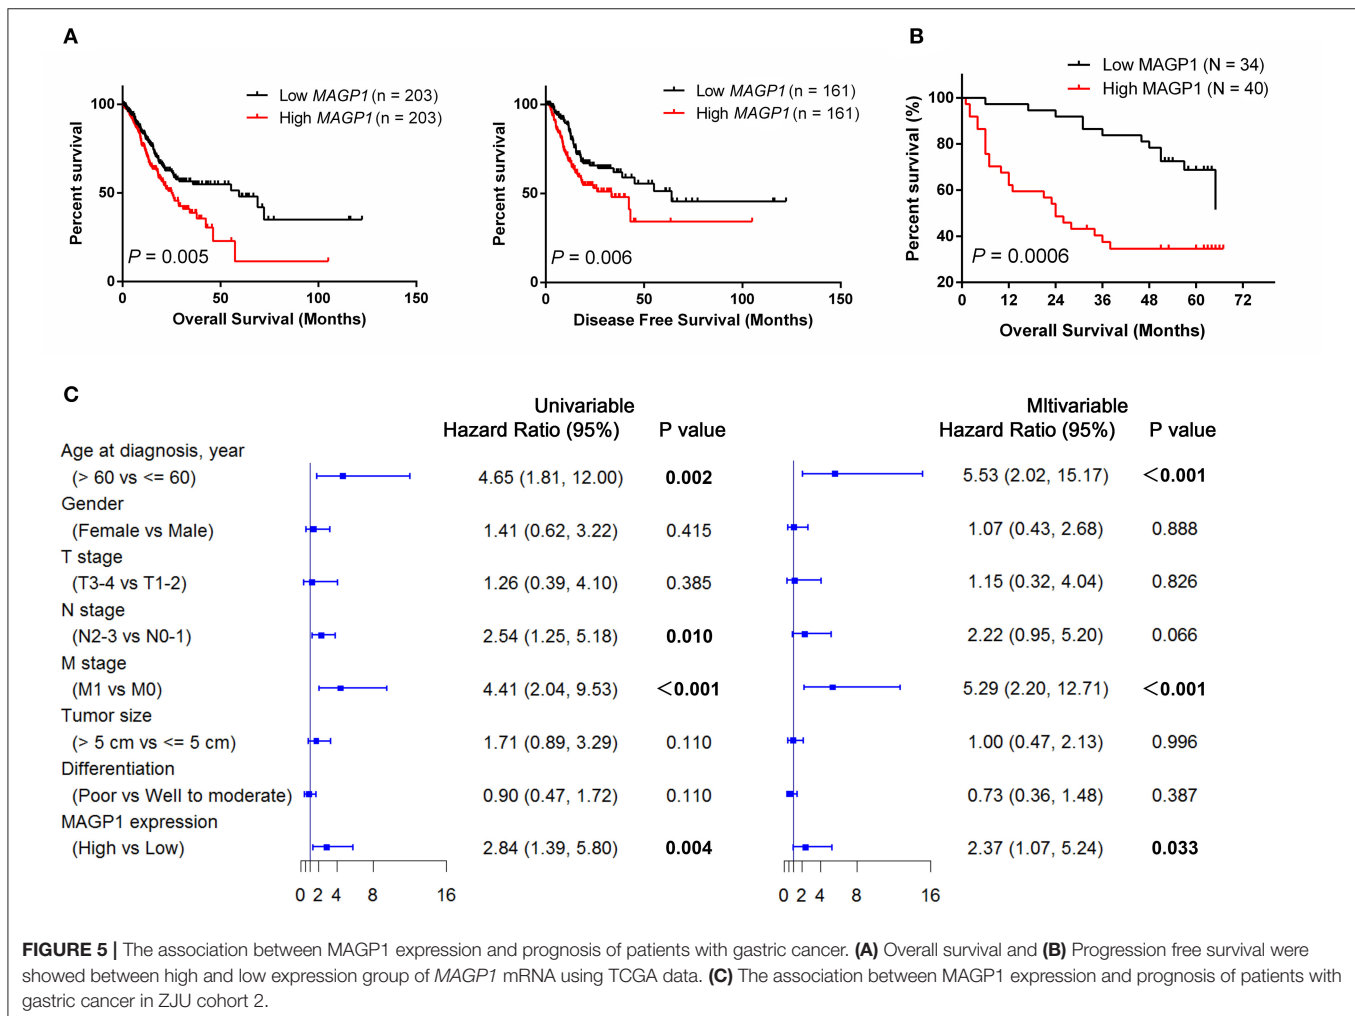 A
Low MAGP1 (n = 203)
High MAGP1 (n = 203)
Percent survival
100
50
0
P = 0.005
0 50 100 150
Overall Survival (Months)
Low MAGP1 (n = 161)
High MAGP1 (n = 161)
Percent survival
100
50
0
P = 0.006
0 50 100 150
Disease Free Survival (Months)
B
Low MAGP1 (N = 34)
High MAGP1 (N = 40)
Percent survival (%)
100
80
60
40
20
P = 0.0006
0 12 24 36 48 60 72
Overall Survival (Months)
C
Univariable Mltivariable
Hazard Ratio (95%) P value Hazard Ratio (95%) P value
Age at diagnosis, year
(> 60 vs <= 60) 4.65 (1.81, 12.00) 0.002 5.53 (2.02, 15.17) <0.001
Gender
(Female vs Male) 1.41 (0.62, 3.22) 0.415 1.07 (0.43, 2.68) 0.888
T stage
(T3-4 vs T1-2) 1.26 (0.39, 4.10) 0.385 1.15 (0.32, 4.04) 0.826
N stage
(N2-3 vs N0-1) 2.54 (1.25, 5.18) 0.010 2.22 (0.95, 5.20) 0.066
M stage
(M1 vs M0) 4.41 (2.04, 9.53) <0.001 5.29 (2.20, 12.71) <0.001
Tumor size
(> 5 cm vs <= 5 cm) 1.71 (0.89, 3.29) 0.110 1.00 (0.47, 2.13) 0.996
Differentiation
(Poor vs Well to moderate) 0.90 (0.47, 1.72) 0.110 0.73 (0.36, 1.48) 0.387
MAGP1 expression
(High vs Low) 2.84 (1.39, 5.80) 0.004 2.37 (1.07, 5.24) 0.033
0 2 4 8 16 0 2 4 8 16
FIGURE 5 | The association between MAGP1 expression and prognosis of patients with gastric cancer. (A) Overall survival and (B) Progression free survival were
showed between high and low expression group of MAGP1 mRNA using TCGA data. (C) The association between MAGP1 expression and prognosis of patients with
gastric cancer in ZJU cohort 2.